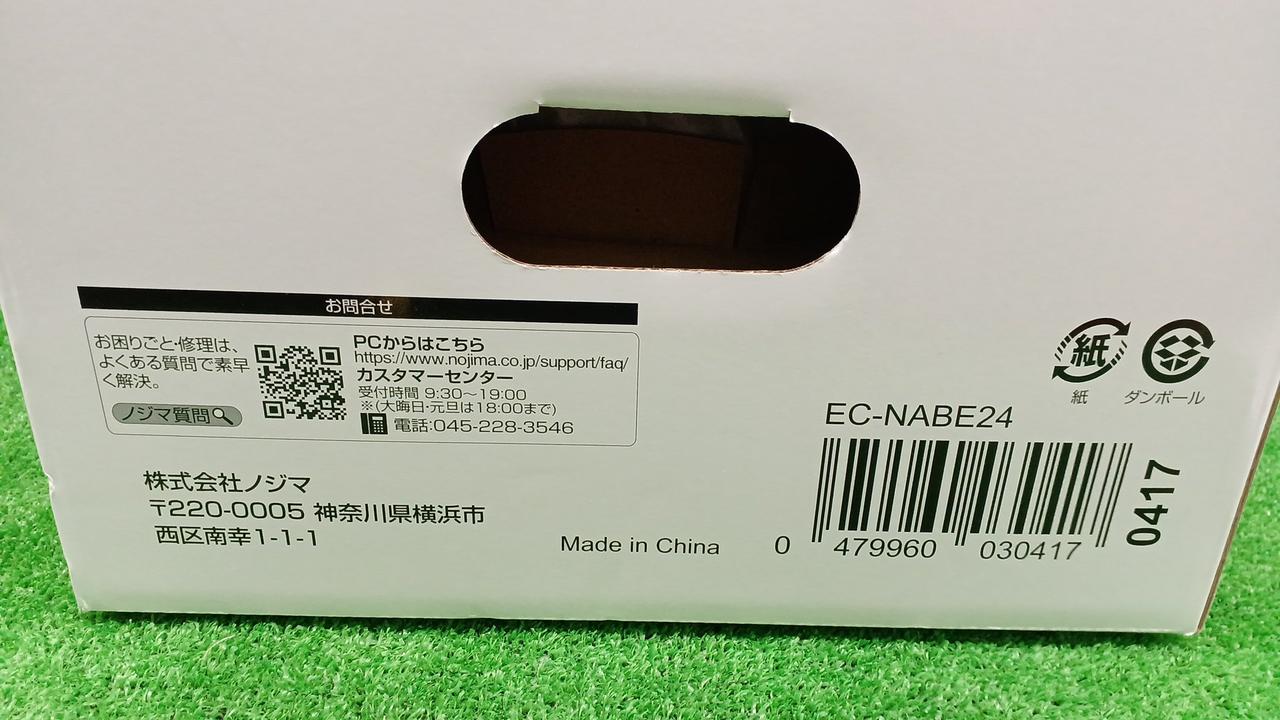 お問合せ
お困りごと・修理は、
よくある質問で素早
く解決。
ノジマ質問
PCからはこちら
https://www.nojima.co.jp/support/faq/
カスタマーセンター
受付時間 9:30～19:00
※(大晦日・元旦は18:00まで)
電話:045-228-3546
株式会社ノジマ
〒220-0005 神奈川県横浜市
西区南幸1-1-1
Made in China
紙
紙
ダンボール
EC-NABE24
0 479960 030417
0417